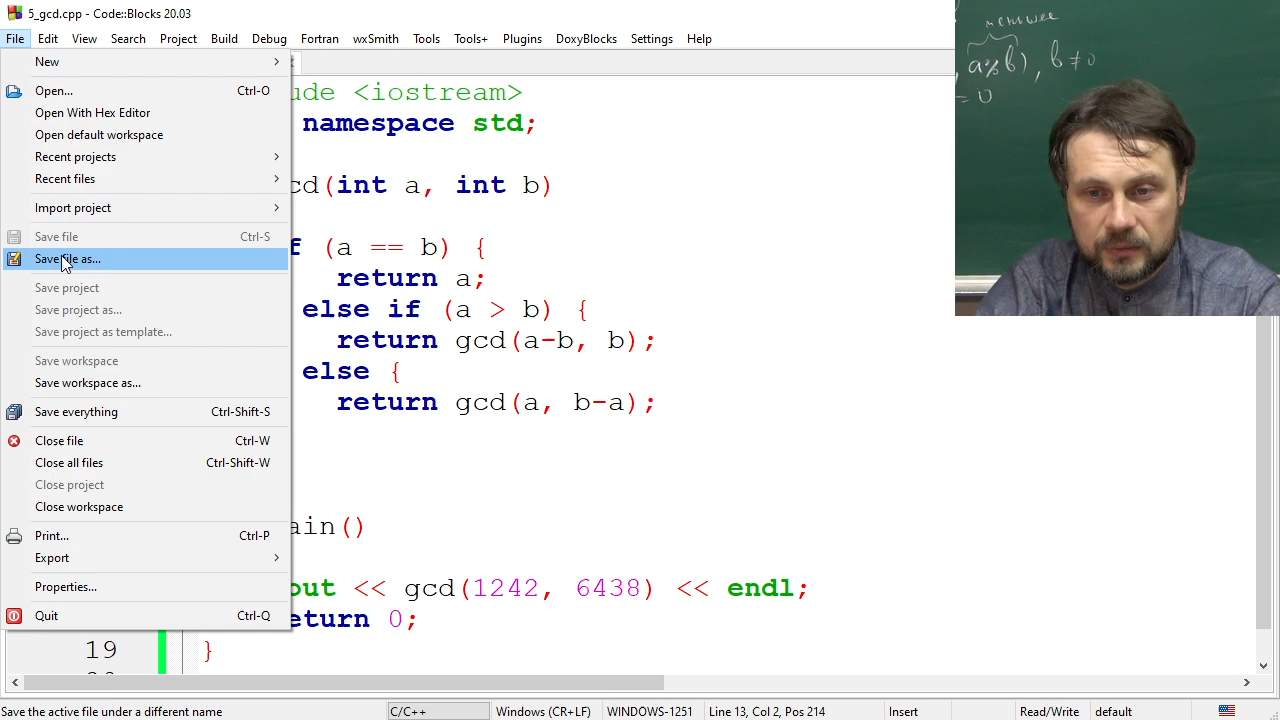 5_gcd.cpp - Code::Blocks 20.03
File Edit View Search Project Build Debug Fortran wxSmith Tools Tools+ Plugins DoxyBlocks Settings Help
New
Open... Ctrl-O
Open With Hex Editor
Open default workspace
Recent projects
Recent files
Import project
Save file Ctrl-S
Save file as...
Save project
Save project as...
Save project as template...
Save workspace
Save workspace as...
Save everything Ctrl-Shift-S
Close file Ctrl-W
Close all files Ctrl-Shift-W
Close project
Close workspace
Print... Ctrl-P
Export
Properties...
Quit Ctrl-Q
ude <iostream>
namespace std;
cd(int a, int b)
f (a == b) {
return a;
else if (a > b) {
return gcd(a-b, b);
else {
return gcd(a, b-a);
ain()
out << gcd(1242, 6438) << endl;
eturn 0;
19 }
меньшее
, a%b), b ≠ 0
= 0
Save the active file under a different name C/C++ Windows (CR+LF) WINDOWS-1251 Line 13, Col 2, Pos 214 Insert Read/Write default